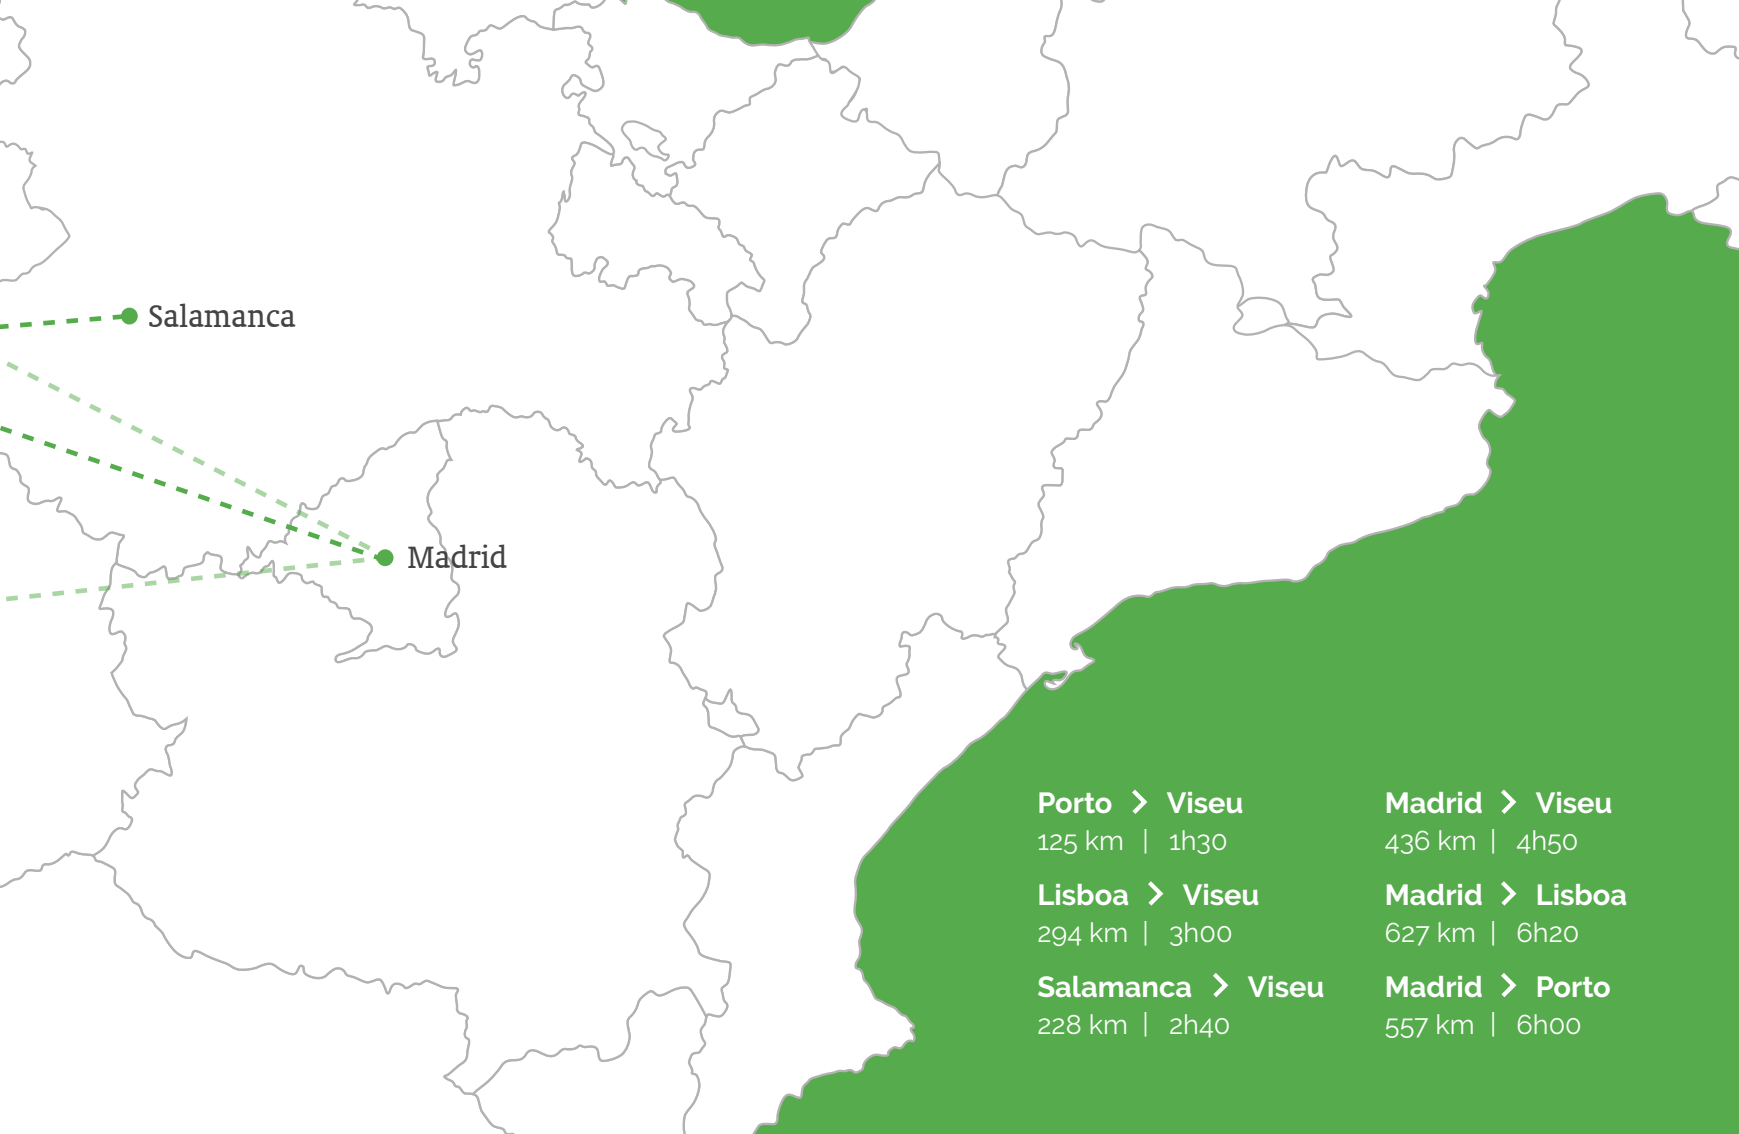 Salamanca
Madrid
Porto > Viseu
125 km | 1h30
Lisboa > Viseu
294 km | 3h00
Salamanca > Viseu
228 km | 2h40
Madrid > Viseu
436 km | 4h50
Madrid > Lisboa
627 km | 6h20
Madrid > Porto
557 km | 6h00